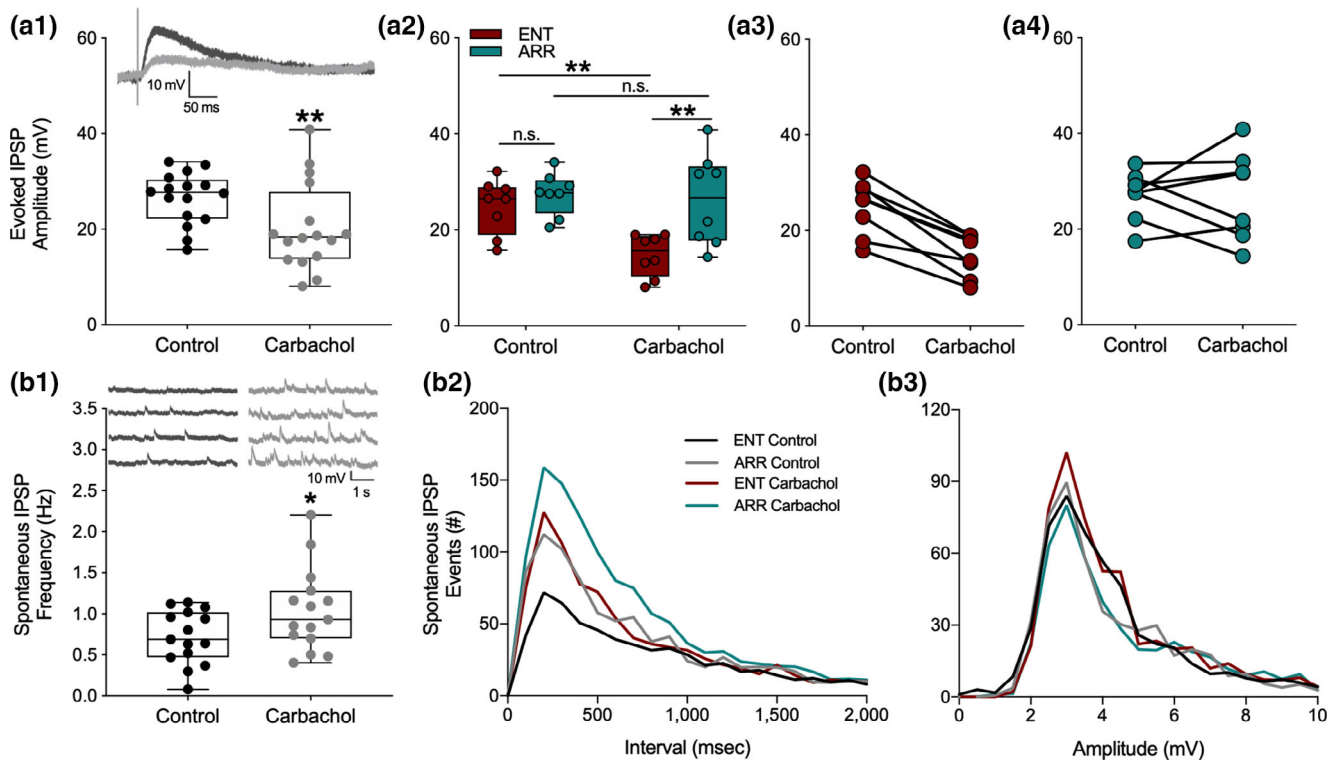 (a1)
Evoked IPSP
Amplitude (mV)
60
40
20
0
10 mV
50 ms
**
Control
Carbachol
(a2)
60
40
20
0
ENT
ARR
**
n.s.
n.s.
**
Control
Carbachol
(a3)
60
40
20
0
Control
Carbachol
(a4)
60
40
20
0
Control
Carbachol
(b1)
Spontaneous IPSP
Frequency (Hz)
3.5
3.0
2.5
2.0
1.5
1.0
0.5
0.0
10 mV
1 s
*
Control
Carbachol
(b2)
Spontaneous IPSP
Events (#)
200
150
100
50
0
ENT Control
ARR Control
ENT Carbachol
ARR Carbachol
0
500
1,000
1,500
2,000
Interval (msec)
(b3)
120
90
60
30
0
0
2
4
6
8
10
Amplitude (mV)